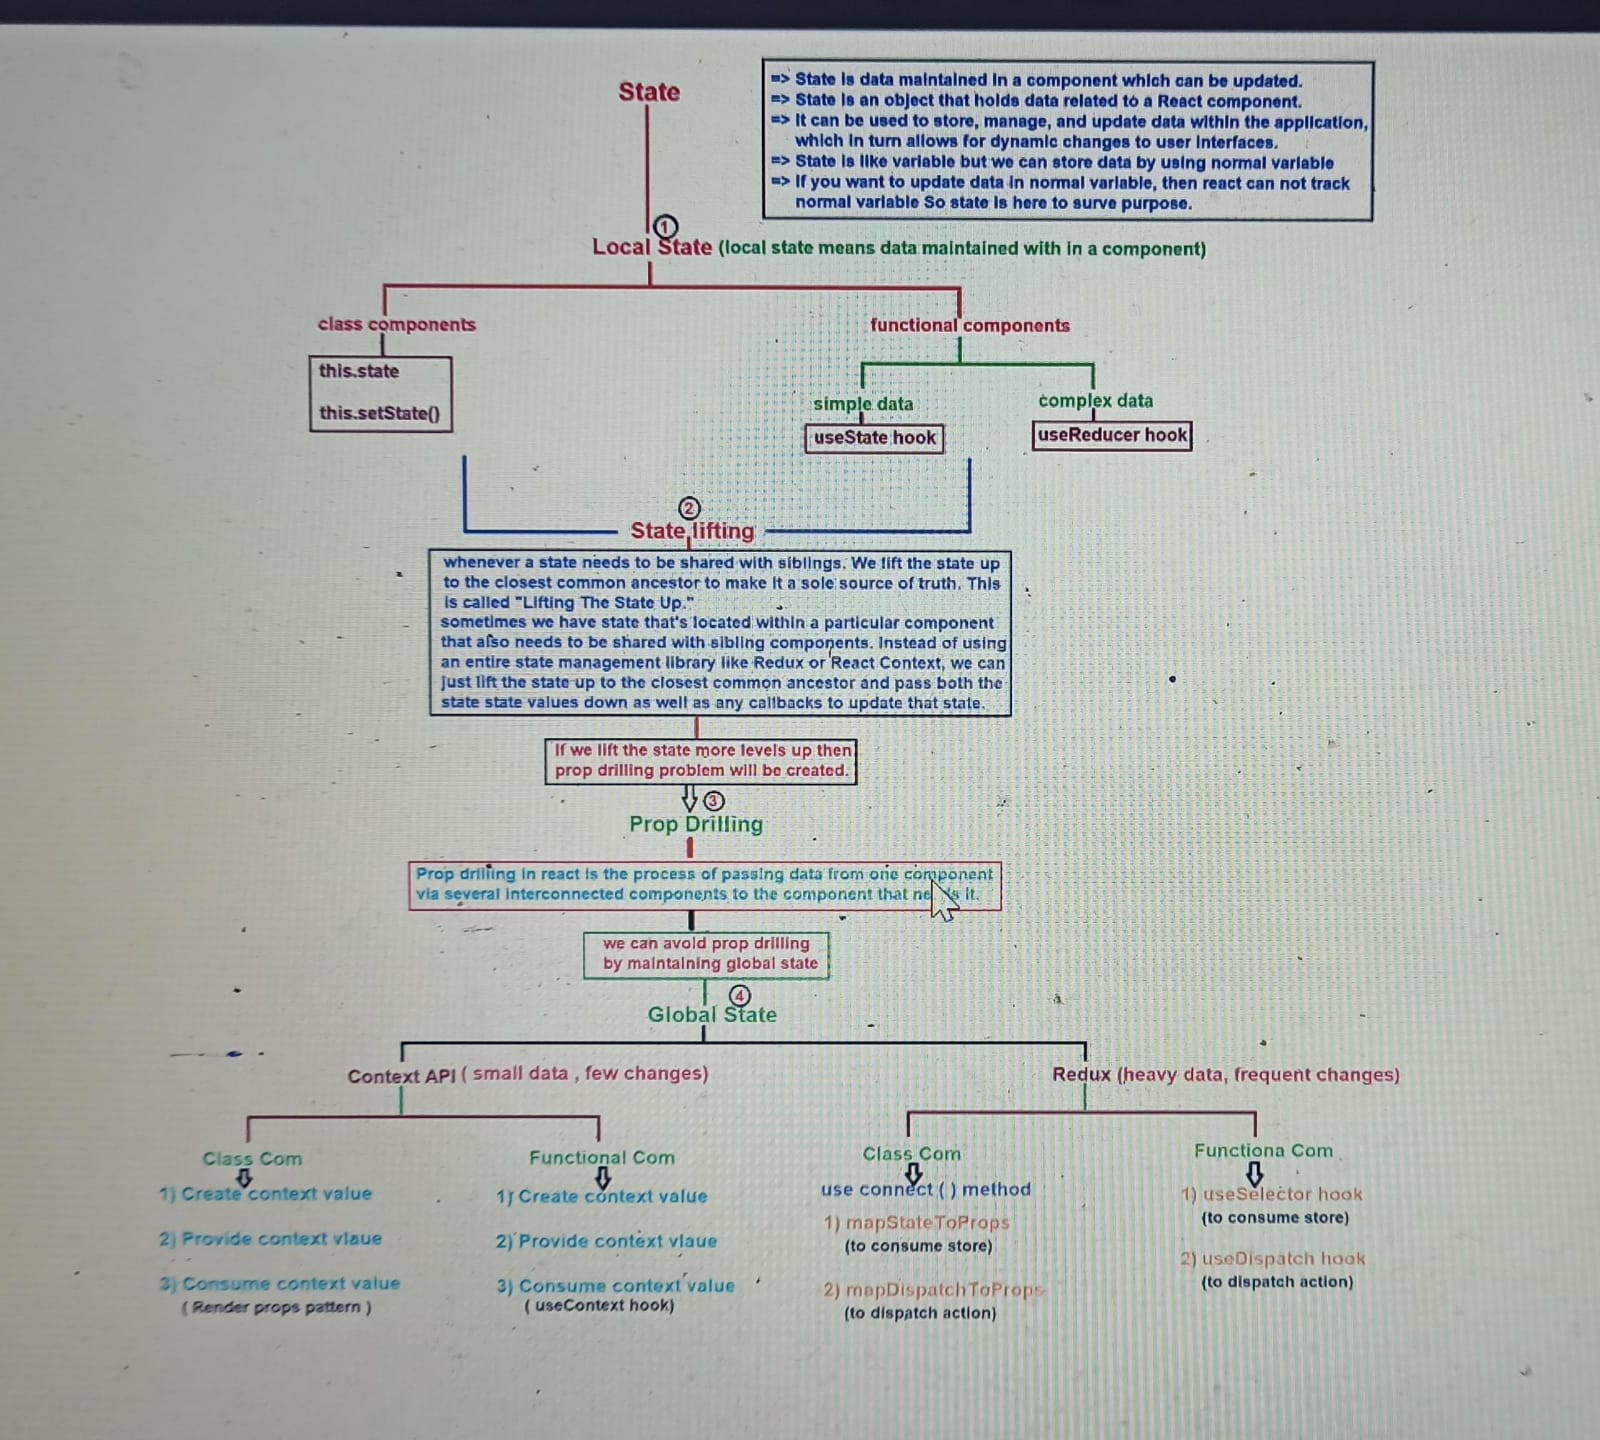 State
=> State is data maintained in a component which can be updated.
=> State is an object that holds data related to a React component.
=> It can be used to store, manage, and update data within the application,
which in turn allows for dynamic changes to user interfaces.
=> State is like variable but we can store data by using normal variable
=> If you want to update data in normal variable, then react can not track
normal variable So state is here to surve purpose.
1
Local State (local state means data maintained with in a component)
class components
functional components
this.state
this.setState()
simple data
complex data
useState hook
useReducer hook
2
State lifting
whenever a state needs to be shared with siblings. We lift the state up
to the closest common ancestor to make it a sole source of truth. This
is called "Lifting The State Up."
sometimes we have state that's located within a particular component
that also needs to be shared with sibling components. Instead of using
an entire state management library like Redux or React Context, we can
just lift the state up to the closest common ancestor and pass both the
state state values down as well as any callbacks to update that state.
If we lift the state more levels up then
prop drilling problem will be created.
3
Prop Drilling
Prop drilling in react is the process of passing data from one component
via several interconnected components to the component that it.
we can avoid prop drilling
by maintaining global state
4
Global State
Context API ( small data , few changes)
Redux (heavy data, frequent changes)
Class Com
1) Create context value
2) Provide context vlaue
3) Consume context value
( Render props pattern )
Functional Com
1) Create context value
2) Provide context vlaue
3) Consume context value
( useContext hook)
Class Com
use connect ( ) method
1) mapStateToProps
(to consume store)
2) mapDispatchToProps
(to dispatch action)
Functiona Com
1) useSelector hook
(to consume store)
2) useDispatch hook
(to dispatch action)